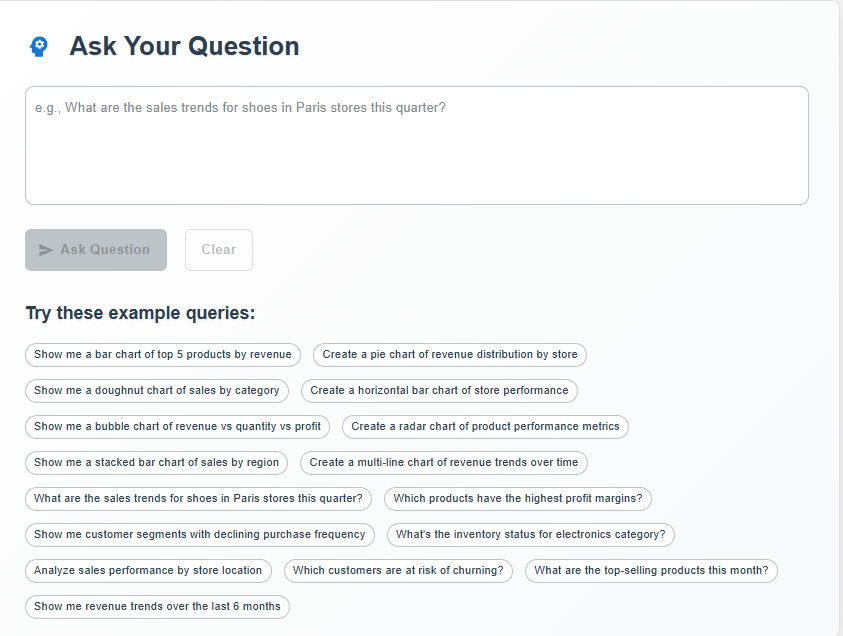 Ask Your Question
e.g., What are the sales trends for shoes in Paris stores this quarter?
Ask Question
Clear
Try these example queries:
Show me a bar chart of top 5 products by revenue
Create a pie chart of revenue distribution by store
Show me a doughnut chart of sales by category
Create a horizontal bar chart of store performance
Show me a bubble chart of revenue vs quantity vs profit
Create a radar chart of product performance metrics
Show me a stacked bar chart of sales by region
Create a multi-line chart of revenue trends over time
What are the sales trends for shoes in Paris stores this quarter?
Which products have the highest profit margins?
Show me customer segments with declining purchase frequency
What's the inventory status for electronics category?
Analyze sales performance by store location
Which customers are at risk of churning?
What are the top-selling products this month?
Show me revenue trends over the last 6 months